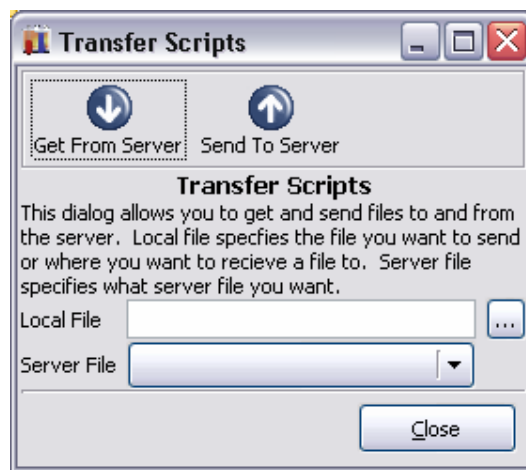 Transfer Scripts
Get From Server Send To Server
Transfer Scripts
This dialog allows you to get and send files to and from
the server. Local file specfies the file you want to send
or where you want to recieve a file to. Server file
specifies what server file you want.
Local File ...
Server File
Close